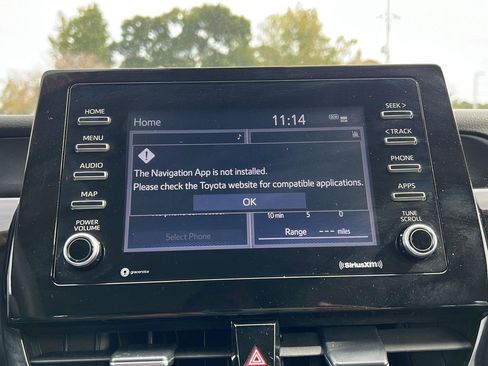 HOME
MENU
AUDIO
MAP
POWER
VOLUME
Home
11:14
The Navigation App is not installed.
Please check the Toyota website for compatible applications.
OK
Select Phone
10 min 5 0
Range --- miles
SEEK >
< TRACK
PHONE
APPS
TUNE
SCROLL
gracenote
((SiriusXM))